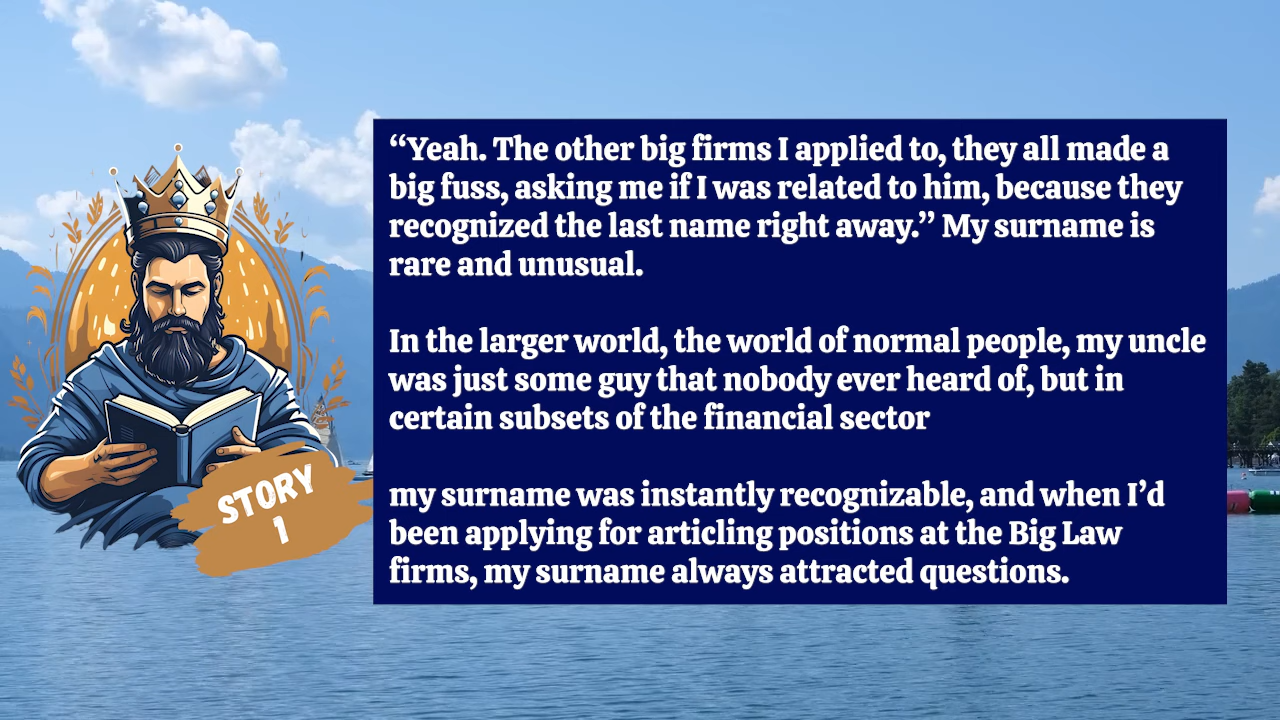 STORY
1
“Yeah. The other big firms I applied to, they all made a
big fuss, asking me if I was related to him, because they
recognized the last name right away.” My surname is
rare and unusual.
In the larger world, the world of normal people, my uncle
was just some guy that nobody ever heard of, but in
certain subsets of the financial sector
my surname was instantly recognizable, and when I’d
been applying for articling positions at the Big Law
firms, my surname always attracted questions.